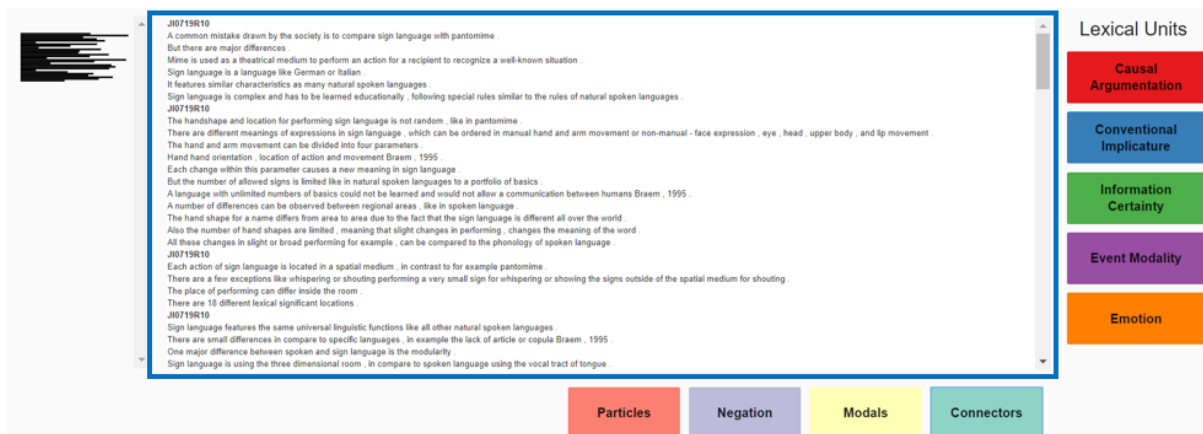 JI0719R10
A common mistake drawn by the society is to compare sign language with pantomime .
But there are major differences .
Mime is used as a theatrical medium to perform an action for a recipient to recognize a well-known situation .
Sign language is a language like German or Italian .
It features similar characteristics as many natural spoken languages .
Sign language is complex and has to be learned educationally , following special rules similar to the rules of natural spoken languages .
JI0719R10
The handshape and location for performing sign language is not random , like in pantomime .
There are different meanings of expressions in sign language , which can be ordered in manual hand and arm movement or non-manual - face expression , eye , head , upper body , and lip movement .
The hand and arm movement can be divided into four parameters .
Hand hand orientation , location of action and movement Braem , 1995 .
Each change within this parameter causes a new meaning in sign language .
But the number of allowed signs is limited like in natural spoken languages to a portfolio of basics .
A language with unlimited numbers of basics could not be learned and would not allow a communication between humans Braem , 1995 .
A number of differences can be observed between regional areas , like in spoken language .
The hand shape for a name differs from area to area due to the fact that the sign language is different all over the world .
Also the number of hand shapes are limited , meaning that slight changes in performing , changes the meaning of the word .
All these changes in slight or broad performing for example , can be compared to the phonology of spoken language .
JI0719R10
Each action of sign language is located in a spatial medium , in contrast to for example pantomime .
There are a few exceptions like whispering or shouting performing a very small sign for whispering or showing the signs outside of the spatial medium for shouting .
The place of performing can differ inside the room .
There are 18 different lexical significant locations .
JI0719R10
Sign language features the same universal linguistic functions like all other natural spoken languages .
There are small differences in compare to specific languages , in example the lack of article or copula Braem , 1995 .
One major difference between spoken and sign language is the modularity .
Sign language is using the three dimensional room , in compare to spoken language using the vocal tract of tongue .
Lexical Units
Causal
Argumentation
Conventional
Implicature
Information
Certainty
Event Modality
Emotion
Particles
Negation
Modals
Connectors